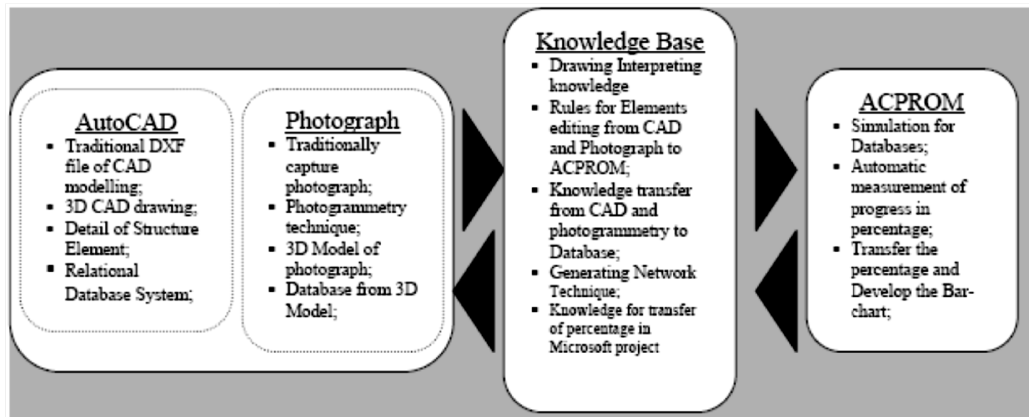 AutoCAD
▪ Traditional DXF
file of CAD
modelling;
▪ 3D CAD drawing;
▪ Detail of Structure
Element;
▪ Relational
Database System;
Photograph
▪ Traditionally
capture
photograph;
▪ Photogrammetry
technique;
▪ 3D Model of
photograph;
▪ Database from 3D
Model;
Knowledge Base
▪ Drawing Interpreting
knowledge
▪ Rules for Elements
editing from CAD
and Photograph to
ACPROM;
▪ Knowledge transfer
from CAD and
photogrammetry to
Database;
▪ Generating Network
Technique;
▪ Knowledge for transfer
of percentage in
Microsoft project
ACPROM
▪ Simulation for
Databases;
▪ Automatic
measurement of
progress in
percentage;
▪ Transfer the
percentage and
Develop the Bar-
chart;